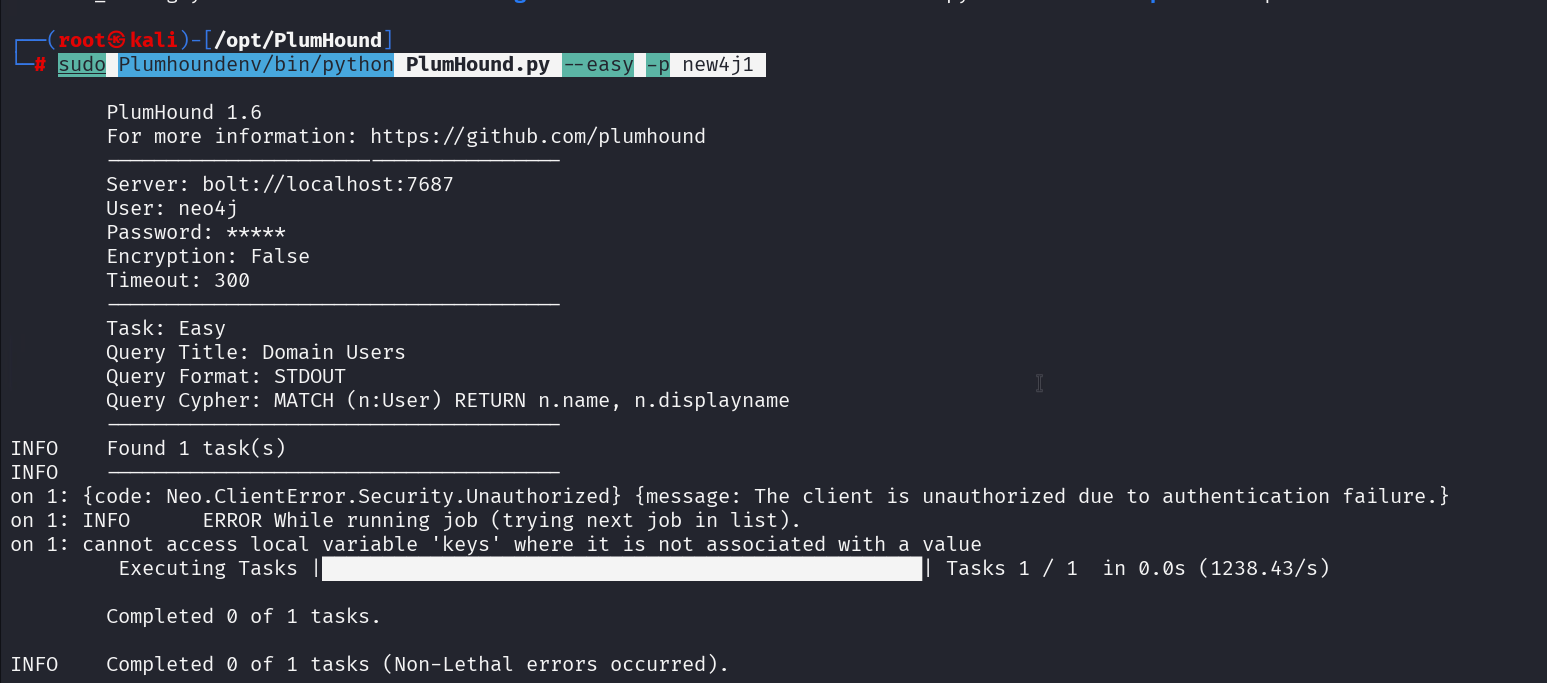 ┌──(root㉿kali)-[/opt/PlumHound]
└─# sudo Plumhoundenv/bin/python PlumHound.py --easy -p new4j1
PlumHound 1.6
For more information: https://github.com/plumhound
Server: bolt://localhost:7687
User: neo4j
Password: *****
Encryption: False
Timeout: 300
Task: Easy
Query Title: Domain Users
Query Format: STDOUT
Query Cypher: MATCH (n:User) RETURN n.name, n.displayname
INFO    Found 1 task(s)
INFO
on 1: {code: Neo.ClientError.Security.Unauthorized} {message: The client is unauthorized due to authentication failure.}
on 1: INFO      ERROR While running job (trying next job in list).
on 1: cannot access local variable 'keys' where it is not associated with a value
Executing Tasks |████████████████████████████████████████| Tasks 1 / 1  in 0.0s (1238.43/s)
Completed 0 of 1 tasks.
INFO    Completed 0 of 1 tasks (Non-Lethal errors occurred).